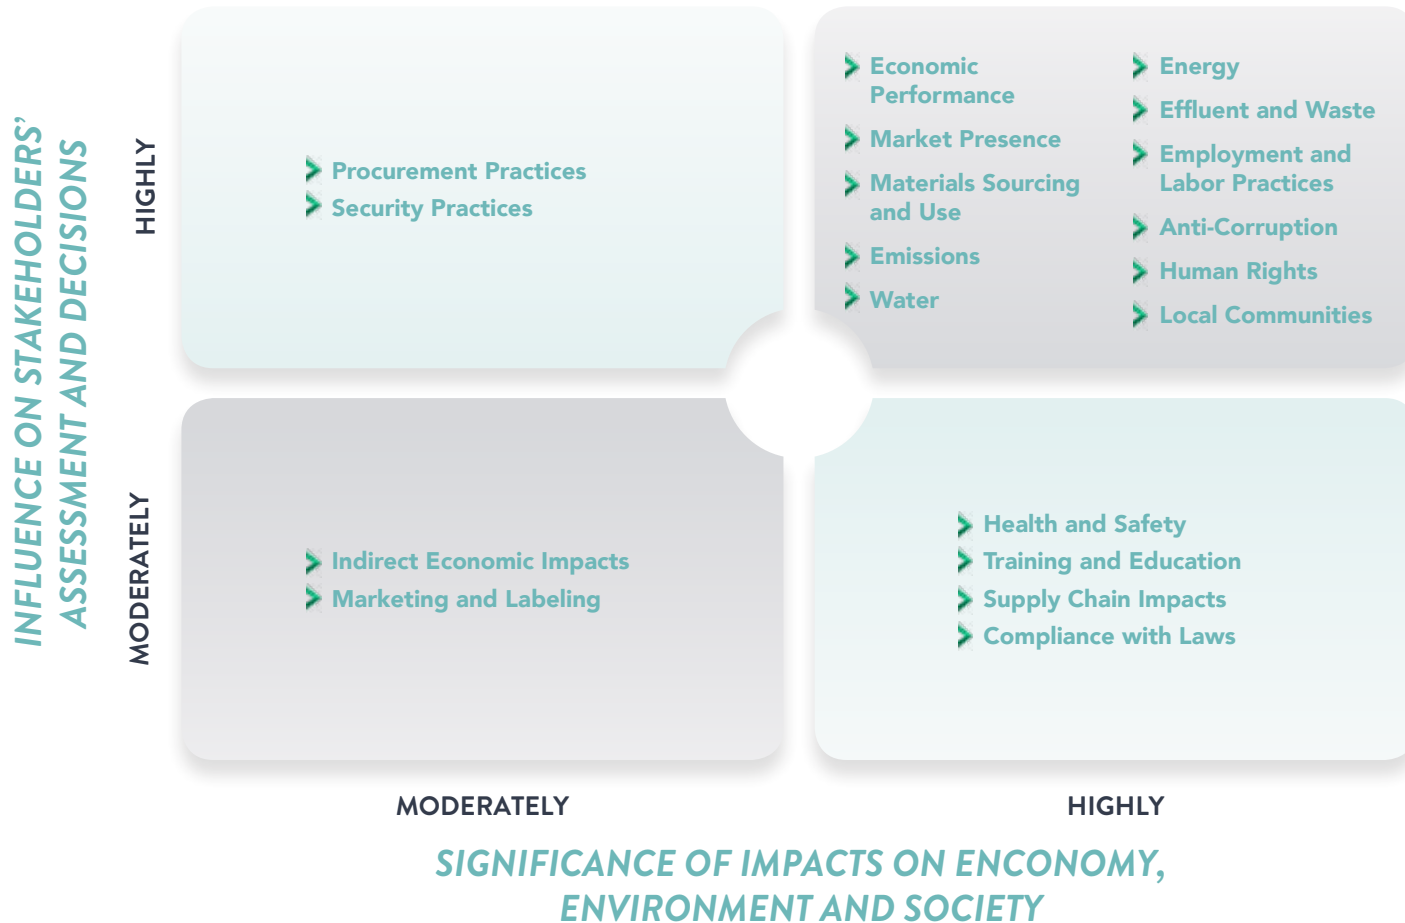 INFLUENCE ON STAKEHOLDERS'
ASSESSMENT AND DECISIONS
HIGHLY
Procurement Practices
Security Practices
Economic
Performance
Market Presence
Materials Sourcing
and Use
Emissions
Water
Energy
Effluent and Waste
Employment and
Labor Practices
Anti-Corruption
Human Rights
Local Communities
MODERATELY
Indirect Economic Impacts
Marketing and Labeling
Health and Safety
Training and Education
Supply Chain Impacts
Compliance with Laws
MODERATELY
HIGHLY
SIGNIFICANCE OF IMPACTS ON ENCONOMY,
ENVIRONMENT AND SOCIETY